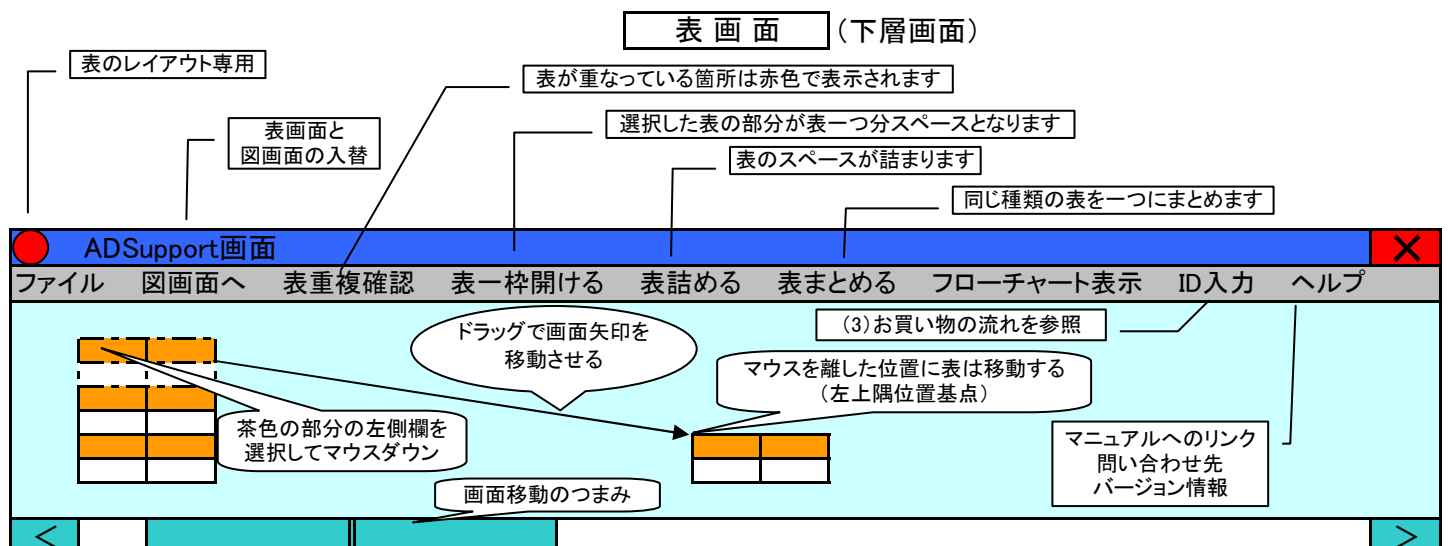 表 画 面
(下層画面)
表のレイアウト専用
表が重なっている箇所は赤色で表示されます
表画面と
図画面の入替
選択した表の部分が表一つ分スペースとなります
表のスペースが詰まります
同じ種類の表を一つにまとめます
ADSupport画面
×
ファイル 図画面へ 表重複確認 表一枠開ける 表詰める 表まとめる フローチャート表示 ID入力 ヘルプ
ドラッグで画面矢印を
移動させる
(3)お買い物の流れを参照
マウスを離した位置に表は移動する
(左上隅位置基点)
茶色の部分の左側欄を
選択してマウスダウン
マニュアルへのリンク
問い合わせ先
バージョン情報
画面移動のつまみ
< >